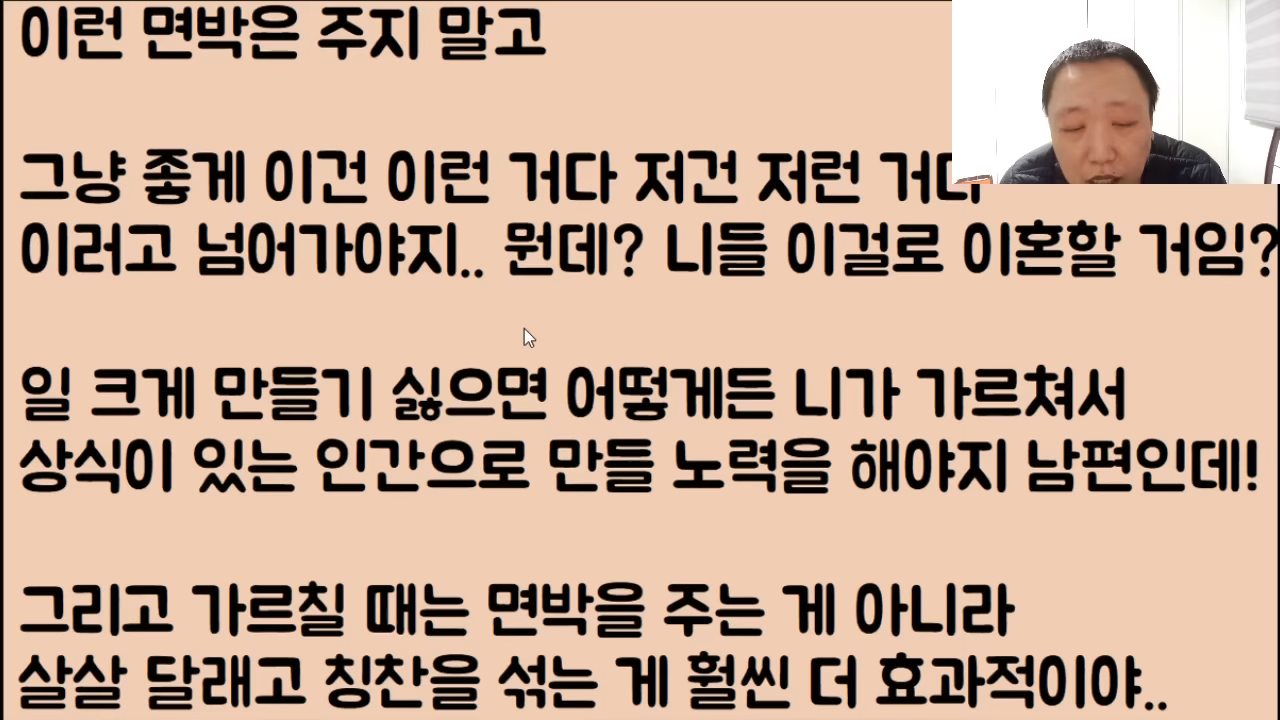 이런 면박은 주지 말고
그냥 좋게 이건 이런 거다 저건 저런 거다
이러고 넘어가야지.. 뭔데? 니들 이걸로 이혼할 거임?
일 크게 만들기 싫으면 어떻게든 니가 가르쳐서
상식이 있는 인간으로 만들 노력을 해야지 남편인데!
그리고 가르칠 때는 면박을 주는 게 아니라
살살 달래고 칭찬을 섞는 게 훨씬 더 효과적이야..